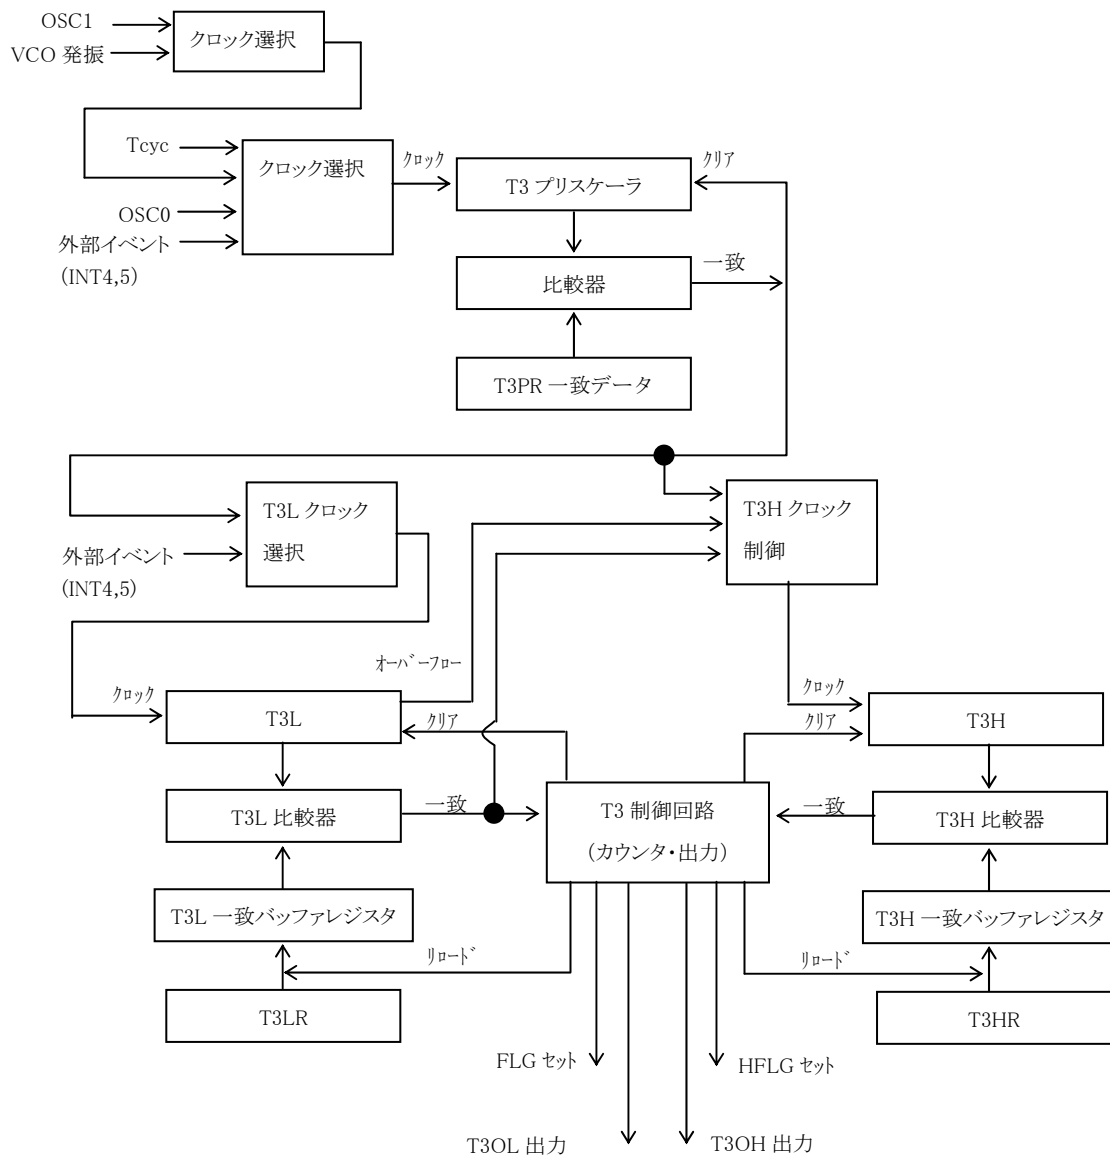 OSC1
VCO 発振
クロック選択
Tcyc
OSC0
外部イベント
(INT4,5)
クロック選択
クロック
T3 プリスケーラ
クリア
比較器
一致
T3PR 一致データ
T3L クロック
選択
外部イベント
(INT4,5)
T3H クロック
制御
オーバーフロー
クロック
T3L
クリア
クロック
クリア
T3H
T3L 比較器
一致
T3 制御回路
(カウンタ・出力)
一致
T3H 比較器
T3L 一致バッファレジスタ
T3H 一致バッファレジスタ
リロード
リロード
T3LR
T3HR
FLG セット
HFLG セット
T3OL 出力
T3OH 出力